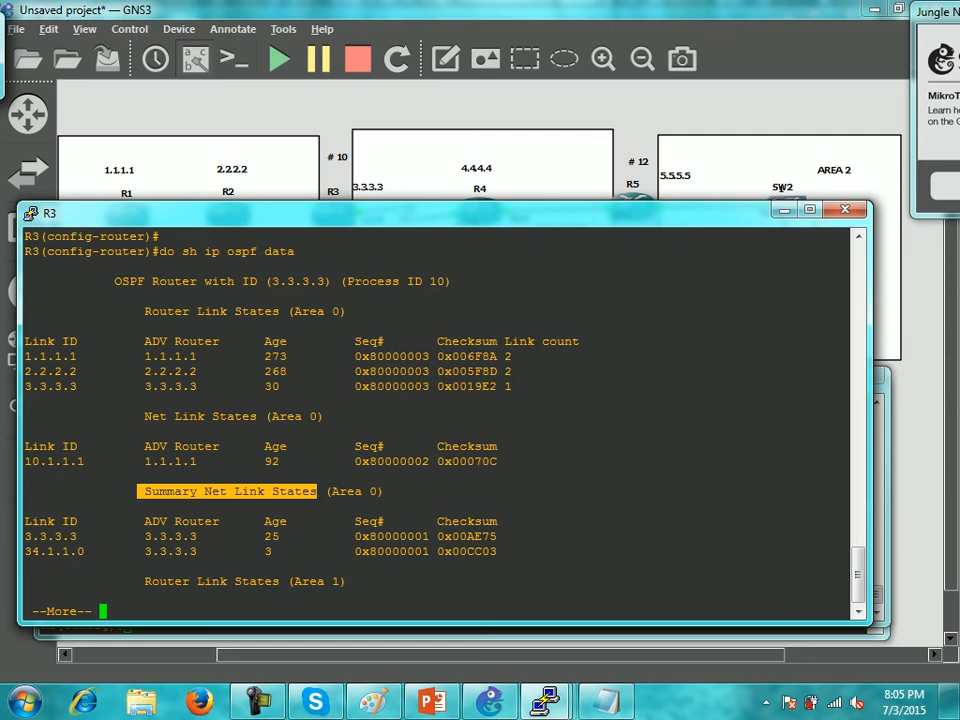 Unsaved project* — GNS3
Jungle N
File Edit View Control Device Annotate Tools Help
MikroT
Learn h
on the G
1.1.1.1
2.2.2.2
# 10
4.4.4.4
# 12
AREA 2
R1
R2
R3
3.3.3.3
R4
R5
5.5.5.5
SW2
R3
R3(config-router)#
R3(config-router)#do sh ip ospf data
OSPF Router with ID (3.3.3.3) (Process ID 10)
Router Link States (Area 0)
Link ID ADV Router Age Seq# Checksum Link count
1.1.1.1 1.1.1.1 273 0x80000003 0x006F8A 2
2.2.2.2 2.2.2.2 268 0x80000003 0x005F8D 2
3.3.3.3 3.3.3.3 30 0x80000003 0x0019E2 1
Net Link States (Area 0)
Link ID ADV Router Age Seq# Checksum
10.1.1.1 1.1.1.1 92 0x80000002 0x00070C
Summary Net Link States (Area 0)
Link ID ADV Router Age Seq# Checksum
3.3.3.3 3.3.3.3 25 0x80000001 0x00AE75
34.1.1.0 3.3.3.3 3 0x80000001 0x00CC03
Router Link States (Area 1)
--More--
8:05 PM
7/3/2015